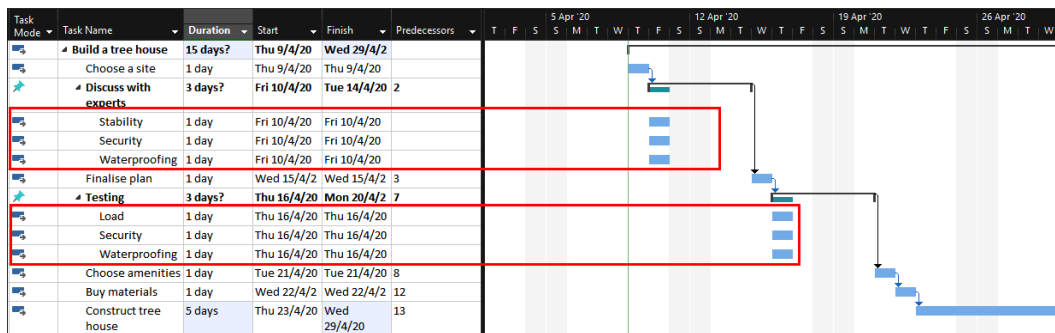 5 Apr '20 12 Apr '20 19 Apr '20 26 Apr '20
Task
Mode Task Name Duration Start Finish Predecessors T F S S M T W T F S S M T W T F S S M T W T F S S M T W
Build a tree house 15 days? Thu 9/4/20 Wed 29/4/2
Choose a site 1 day Thu 9/4/20 Thu 9/4/20
Discuss with 3 days? Fri 10/4/20 Tue 14/4/20 2
experts
Stability 1 day Fri 10/4/20 Fri 10/4/20
Security 1 day Fri 10/4/20 Fri 10/4/20
Waterproofing 1 day Fri 10/4/20 Fri 10/4/20
Finalise plan 1 day Wed 15/4/2 Wed 15/4/2 3
Testing 3 days? Thu 16/4/20 Mon 20/4/2 7
Load 1 day Thu 16/4/20 Thu 16/4/20
Security 1 day Thu 16/4/20 Thu 16/4/20
Waterproofing 1 day Thu 16/4/20 Thu 16/4/20
Choose amenities 1 day Tue 21/4/20 Tue 21/4/20 8
Buy materials 1 day Wed 22/4/2 Wed 22/4/2 12
Construct tree 5 days Thu 23/4/20 Wed 13
house 29/4/20